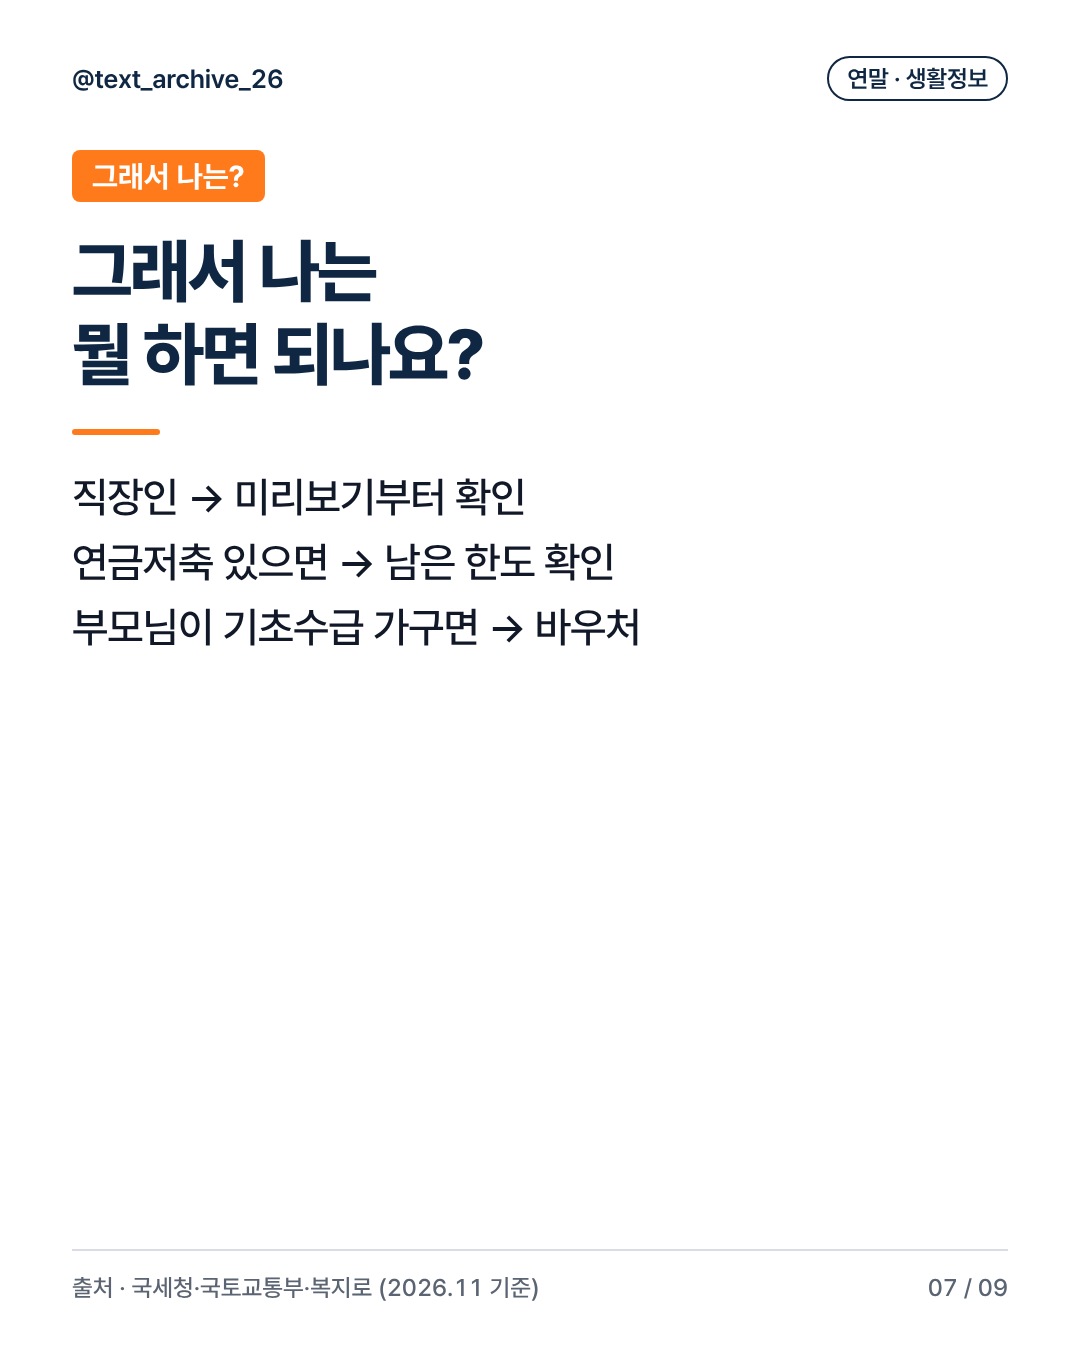 @text_archive_26
연말 · 생활정보
그래서 나는?
그래서 나는
뭘 하면 되나요?
직장인 → 미리보기부터 확인
연금저축 있으면 → 남은 한도 확인
부모님이 기초수급 가구면 → 바우처
출처 · 국세청·국토교통부·복지로 (2026.11 기준)
07 / 09